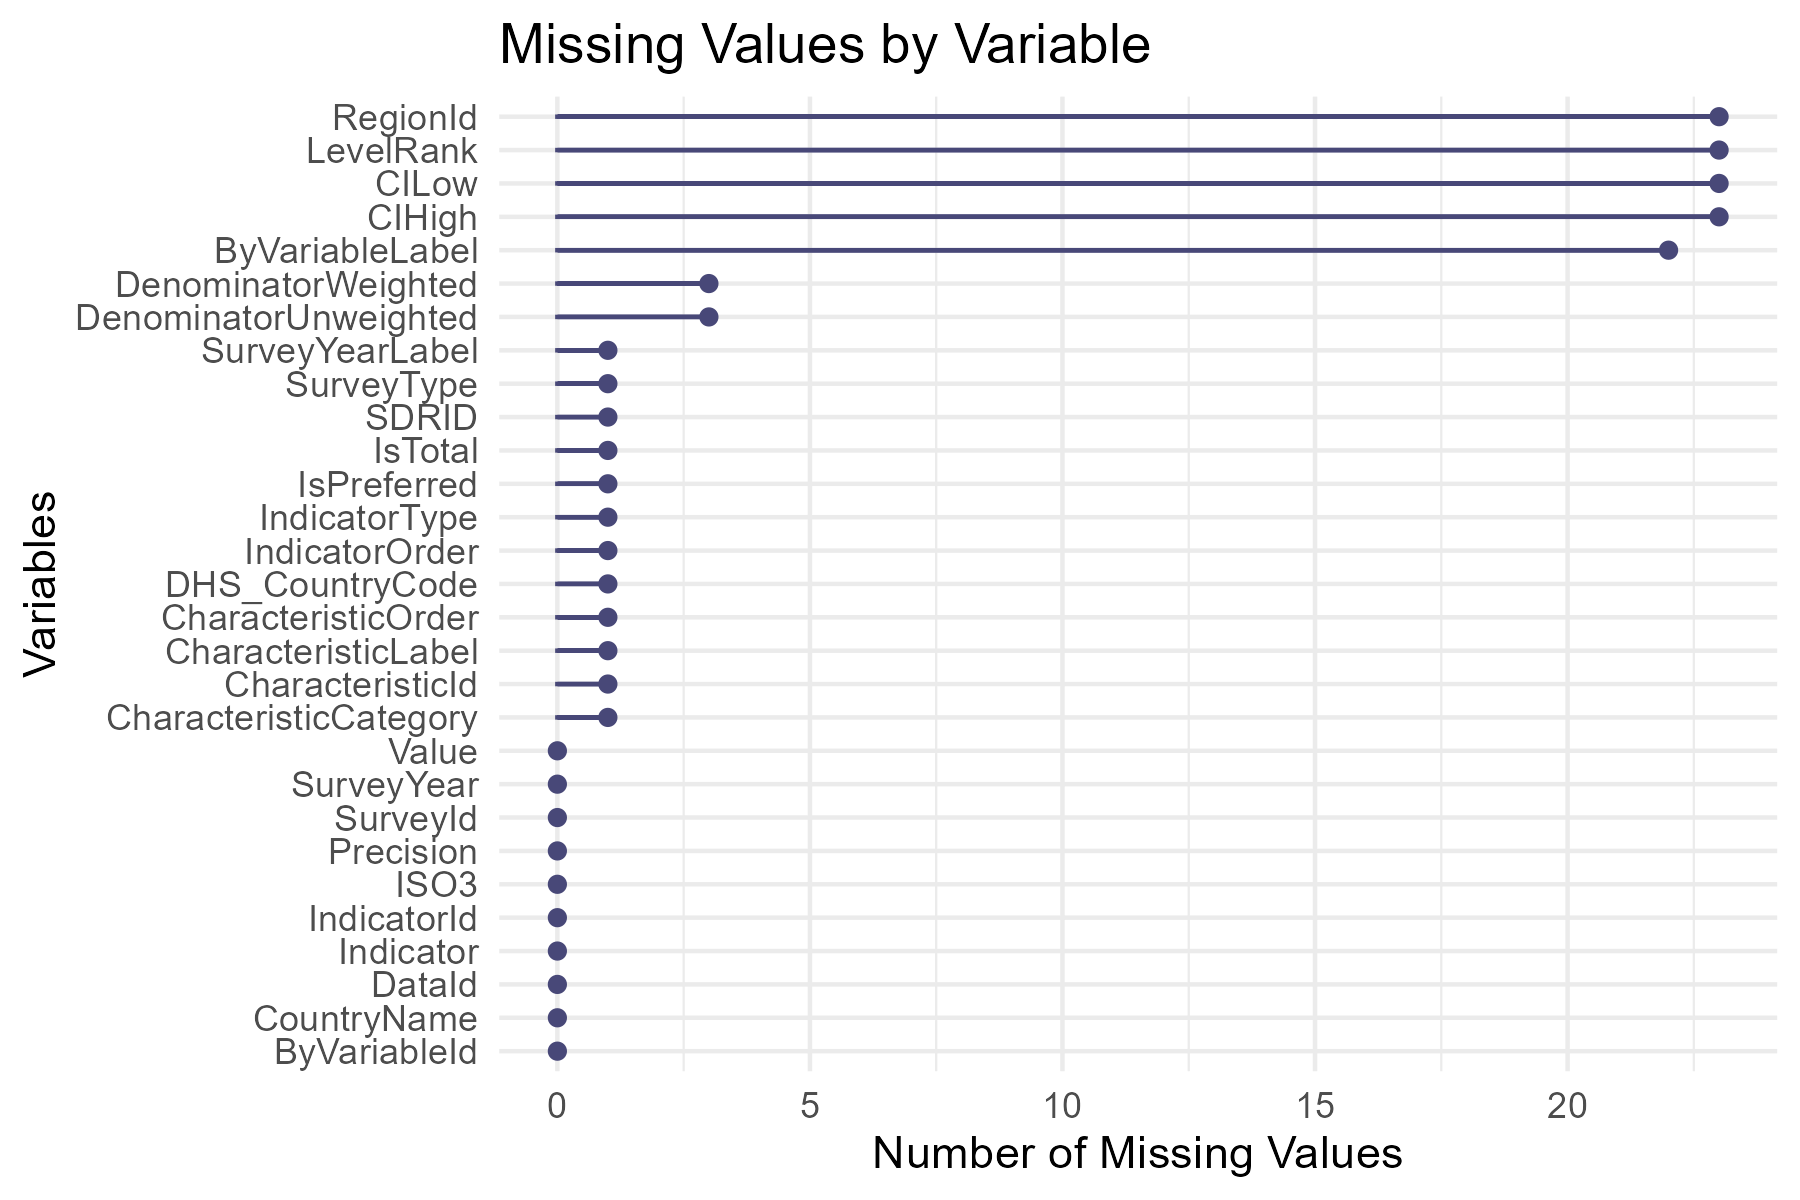 Missing Values by Variable
RegionId
LevelRank
CILow
CIHigh
ByVariableLabel
DenominatorWeighted
DenominatorUnweighted
SurveyYearLabel
SurveyType
SDRID
IsTotal
IsPreferred
IndicatorType
IndicatorOrder
DHS_CountryCode
CharacteristicOrder
CharacteristicLabel
CharacteristicId
CharacteristicCategory
Value
SurveyYear
SurveyId
Precision
ISO3
IndicatorId
Indicator
DataId
CountryName
ByVariableId
Variables
0 5 10 15 20
Number of Missing Values